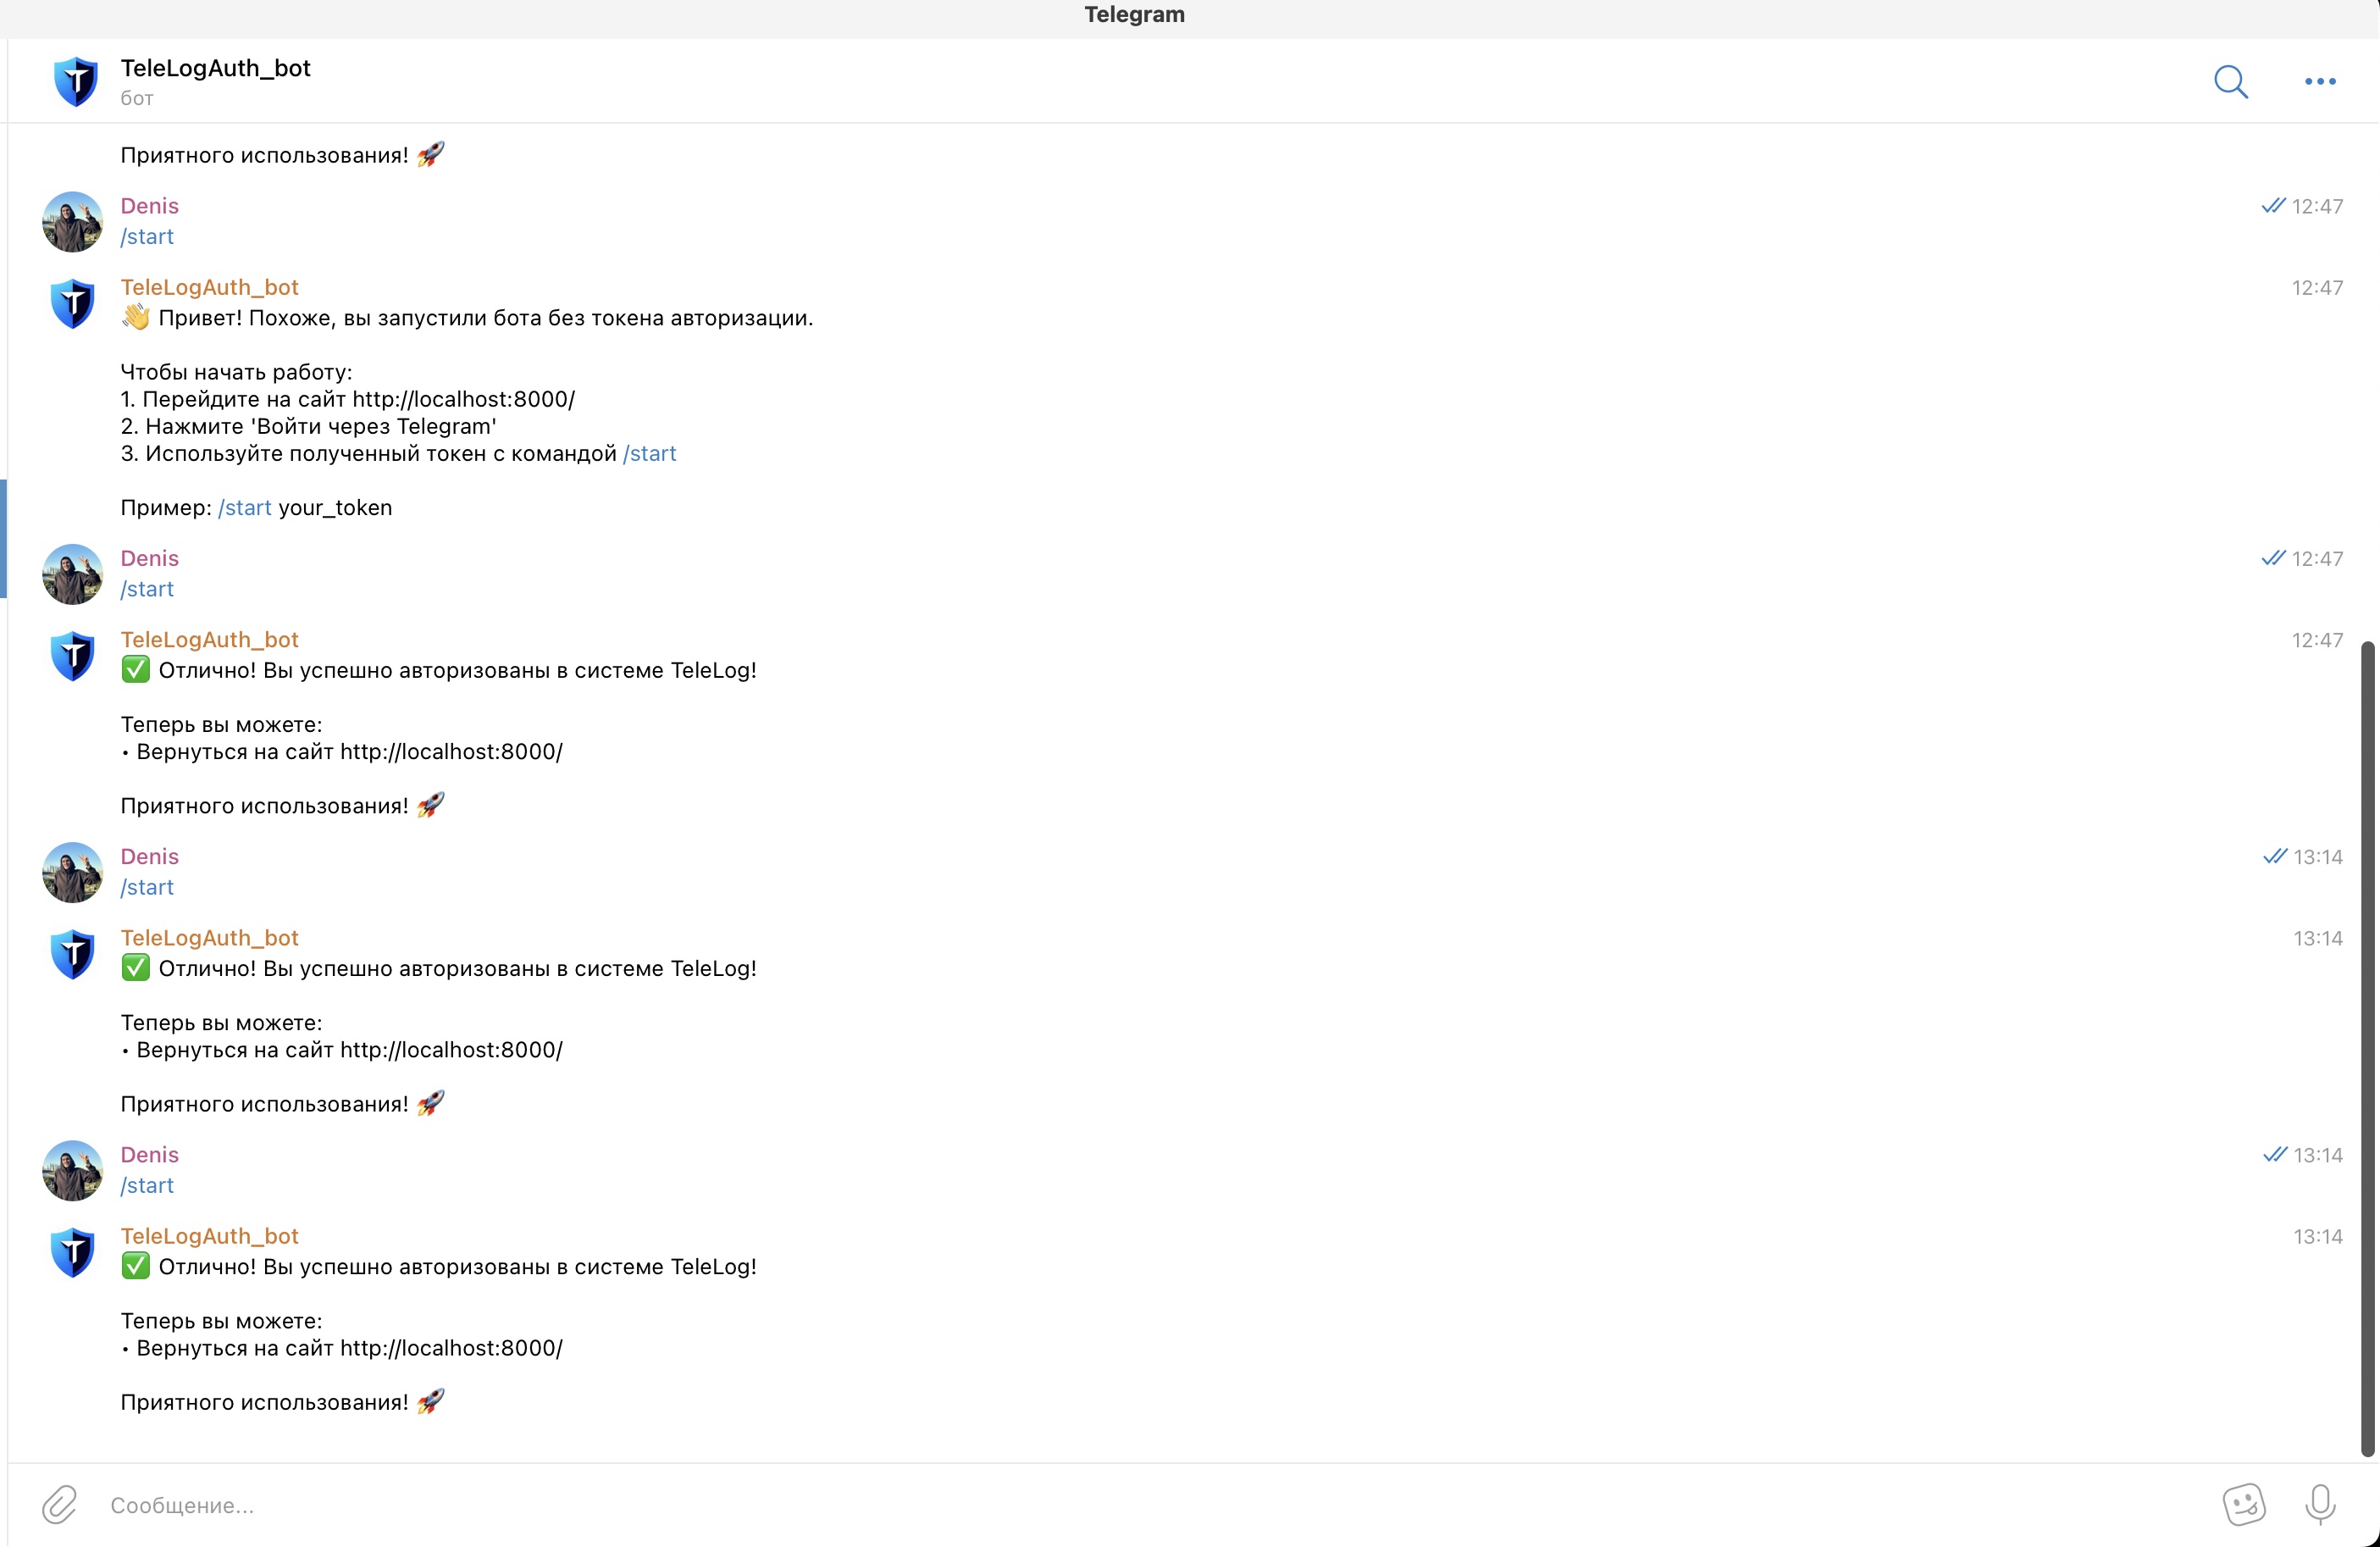 Telegram
TeleLogAuth_bot
бот
Приятного использования! 🚀
Denis
12:47
/start
TeleLogAuth_bot
12:47
👋 Привет! Похоже, вы запустили бота без токена авторизации.
Чтобы начать работу:
1. Перейдите на сайт http://localhost:8000/
2. Нажмите 'Войти через Telegram'
3. Используйте полученный токен с командой /start
Пример: /start your_token
Denis
12:47
/start
TeleLogAuth_bot
12:47
✅ Отлично! Вы успешно авторизованы в системе TeleLog!
Теперь вы можете:
• Вернуться на сайт http://localhost:8000/
Приятного использования! 🚀
Denis
13:14
/start
TeleLogAuth_bot
13:14
✅ Отлично! Вы успешно авторизованы в системе TeleLog!
Теперь вы можете:
• Вернуться на сайт http://localhost:8000/
Приятного использования! 🚀
Denis
13:14
/start
TeleLogAuth_bot
13:14
✅ Отлично! Вы успешно авторизованы в системе TeleLog!
Теперь вы можете:
• Вернуться на сайт http://localhost:8000/
Приятного использования! 🚀
Сообщение...